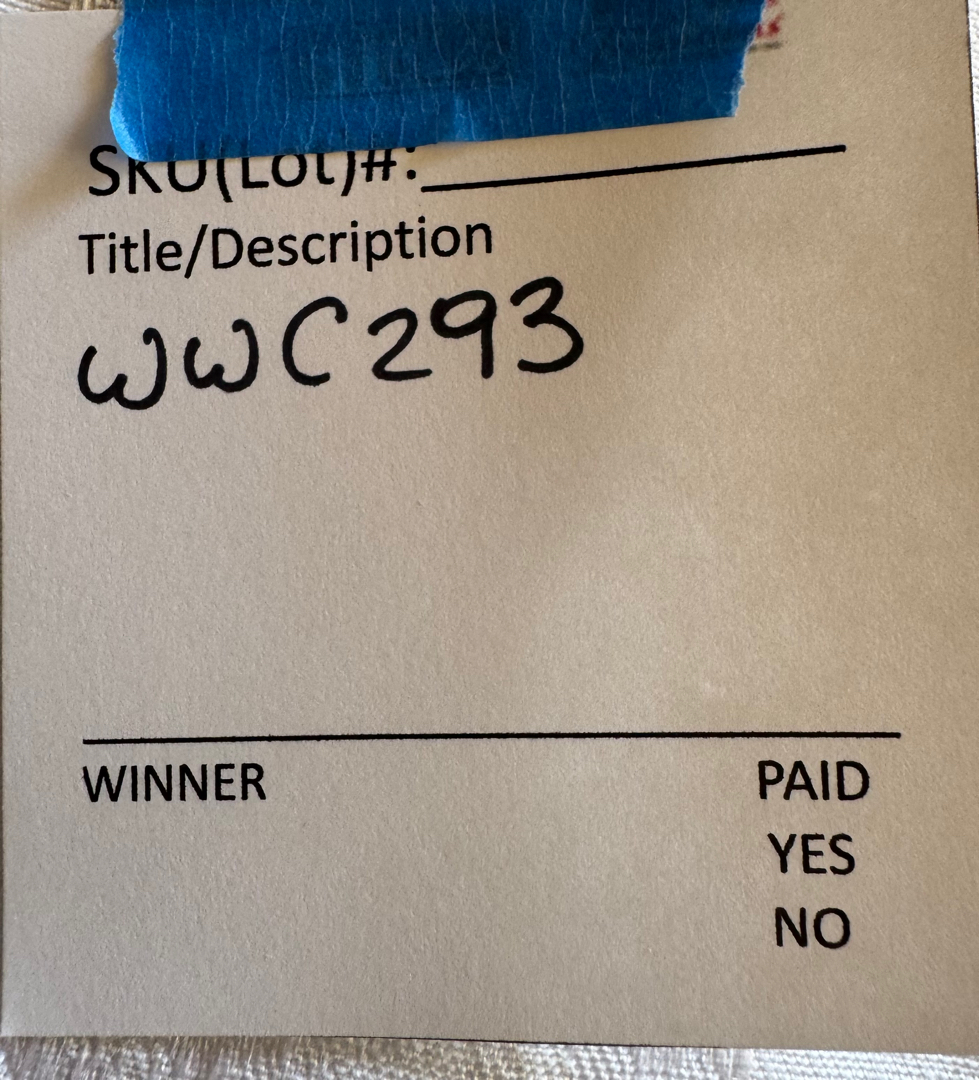 SKU(Lot)#:
Title/Description
WWC293
WINNER PAID
YES
NO